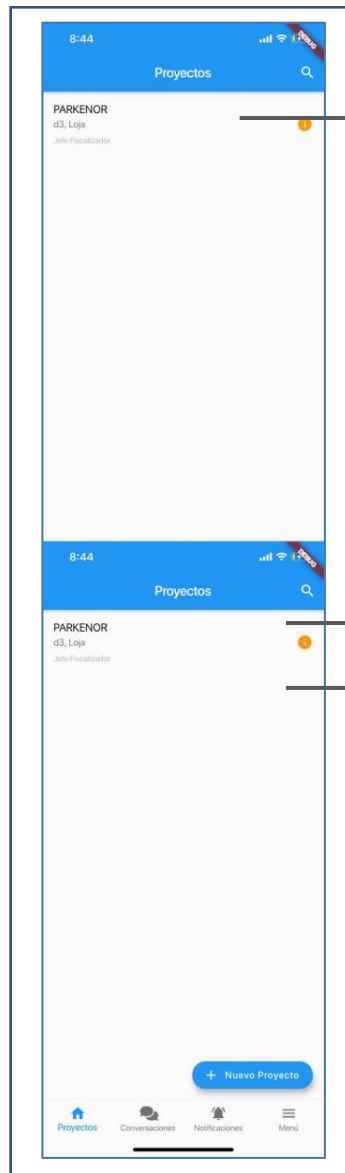 8:44
DEBUG
Proyectos
PARKENOR
d3, Loja
Jefe Fiscalizador
8:44
DEBUG
Proyectos
PARKENOR
d3, Loja
Jefe Fiscalizador
+ Nuevo Proyecto
Proyectos Conversaciones Notificaciones Menú